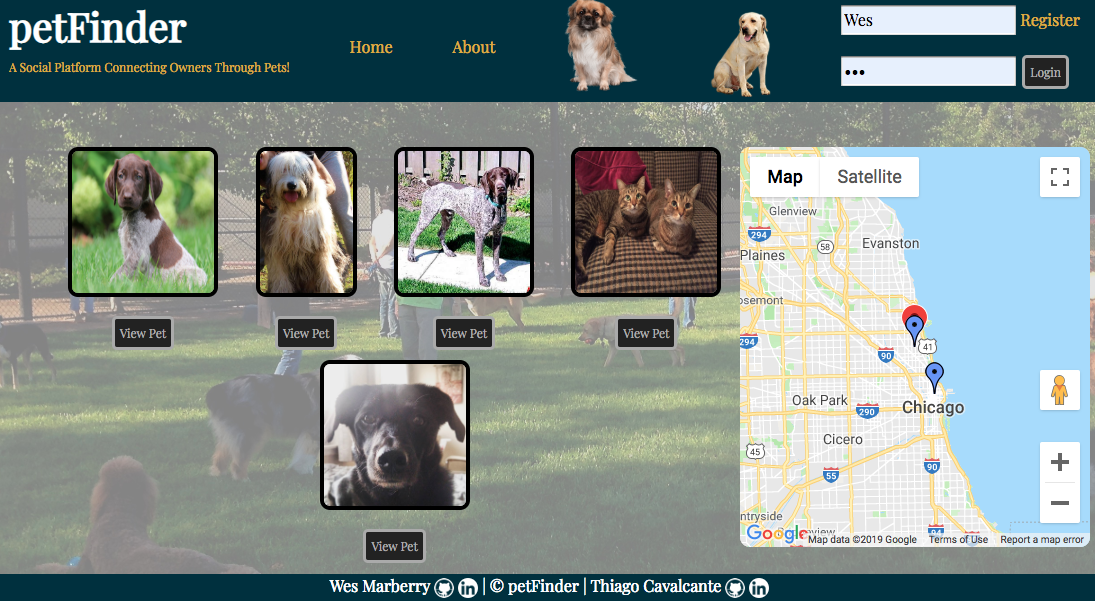 petFinder
A Social Platform Connecting Owners Through Pets!
Home
About
Wes
Register
•••
Login
View Pet
View Pet
View Pet
View Pet
View Pet
Map
Satellite
Glenview
294
58
Evanston
Plaines
osemont
294
41
90
Oak Park
290
Chicago
Cicero
45
90
55
ntryside
94
Google
Map data ©2019 Google
Terms of Use
Report a map error
Wes Marberry in | © petFinder | Thiago Cavalcante in